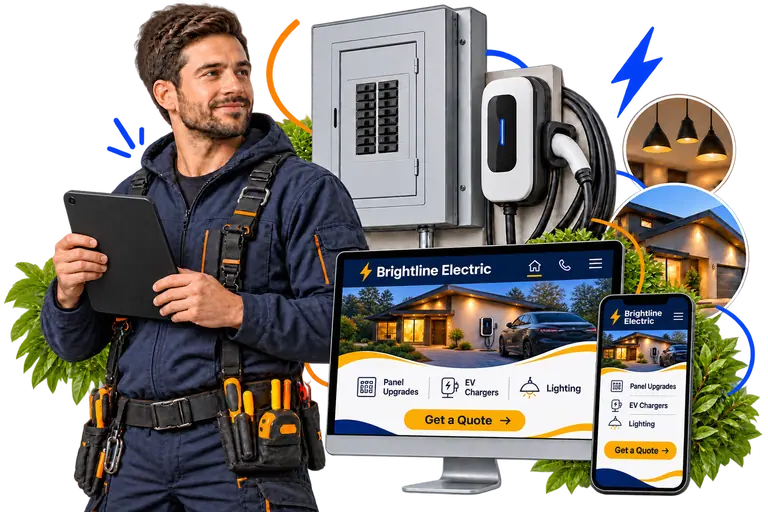 Brightline Electric
Panel
Upgrades
EV
Chargers
Lighting
Get a Quote →
Brightline
Electric
Panel Upgrades
EV Chargers
Lighting
Get a Quote →